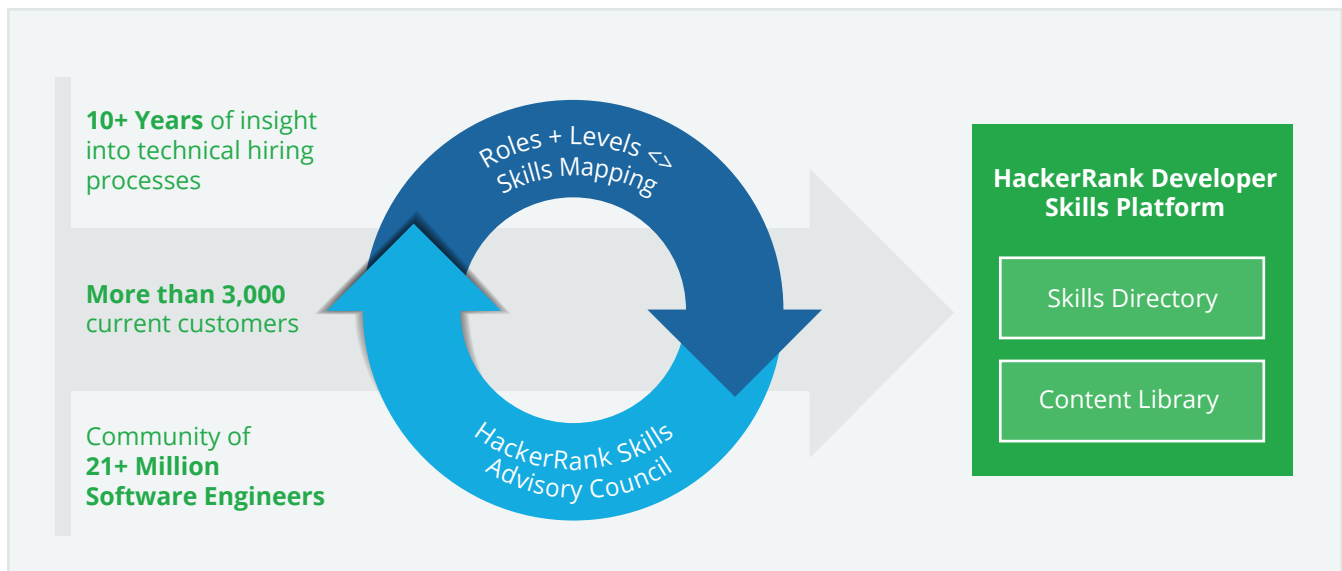 10+ Years of insight
into technical hiring
processes
More than 3,000
current customers
Community of
21+ Million
Software Engineers
Roles + Levels <>
Skills Mapping
HackerRank Skills
Advisory Council
HackerRank Developer
Skills Platform
Skills Directory
Content Library